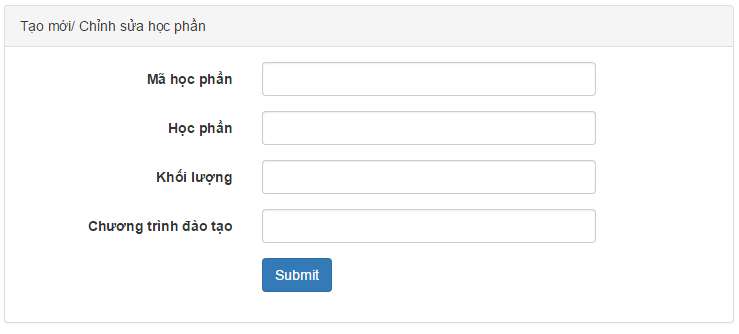 Tạo mới/ Chỉnh sửa học phần
Mã học phần
Học phần
Khối lượng
Chương trình đào tạo
Submit